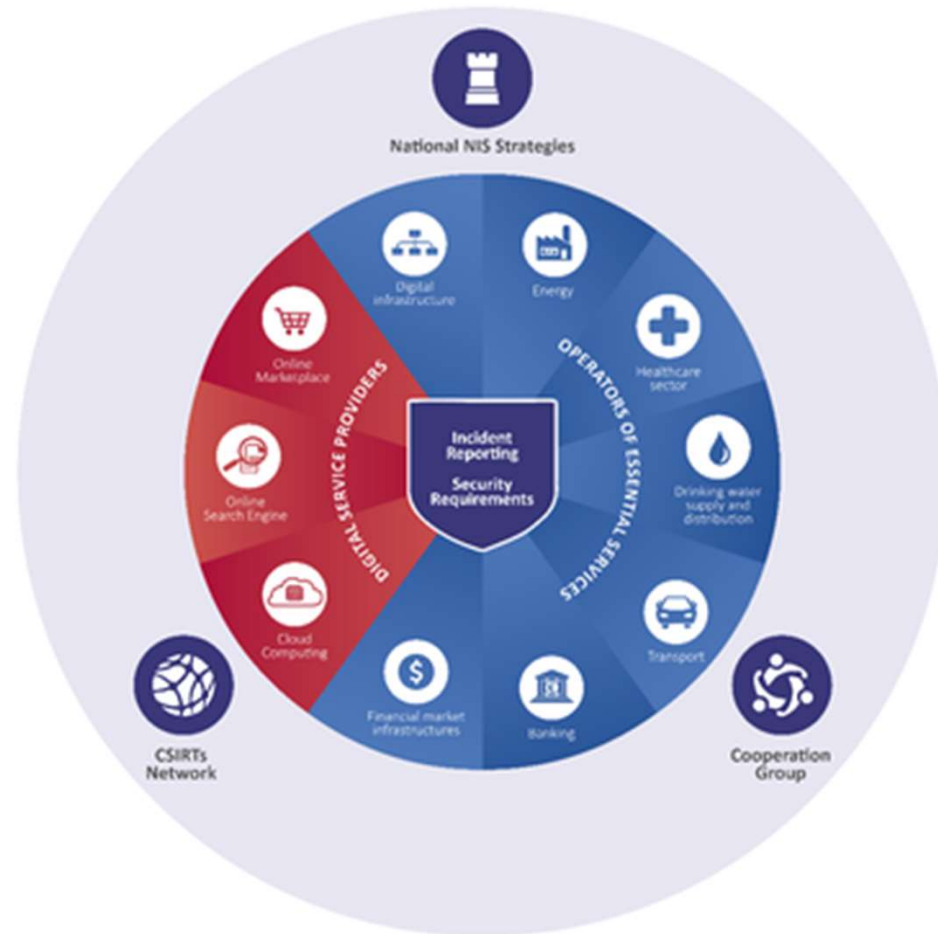 National NIS Strategies
Digital
infrastructure
Energy
Online
Marketplace
Healthcare
sector
DIGITAL SERVICE PROVIDERS
OPERATORS OF ESSENTIAL SERVICES
Incident
Reporting
Security
Requirements
Online
Search Engine
Drinking water
supply and
distribution
Cloud
Computing
Transport
Financial market
infrastructures
Banking
CSIRTs
Network
Cooperation
Group